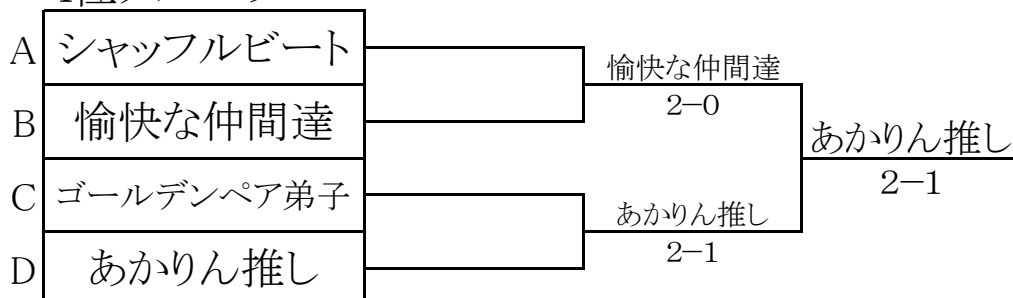 A シャッフルビート
B 愉快な仲間達
C ゴールデンペア弟子
D あかりん推し
愉快な仲間達
2−0
あかりん推し
2−1
あかりん推し
2−1